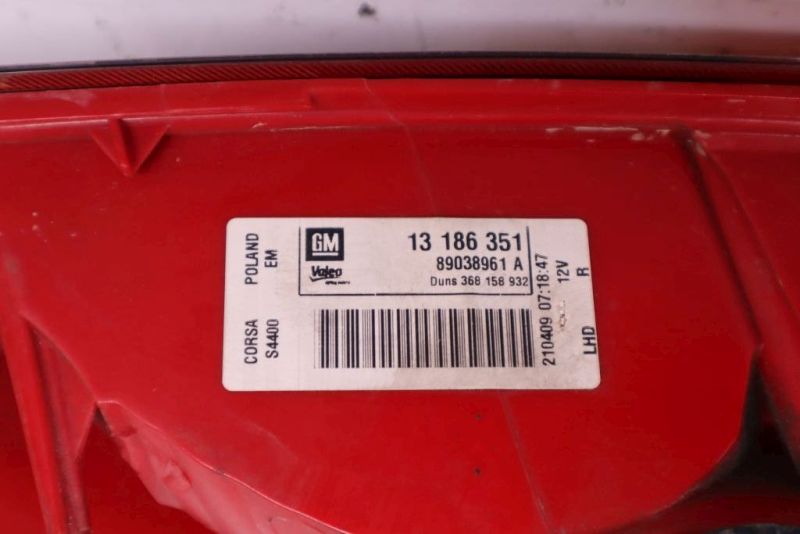 CORSA POLAND
S4400 EM
GM
Valeo
13 186 351
89038961 A
Duns 368 158 932
210409 07:18:47
12V
LHD R